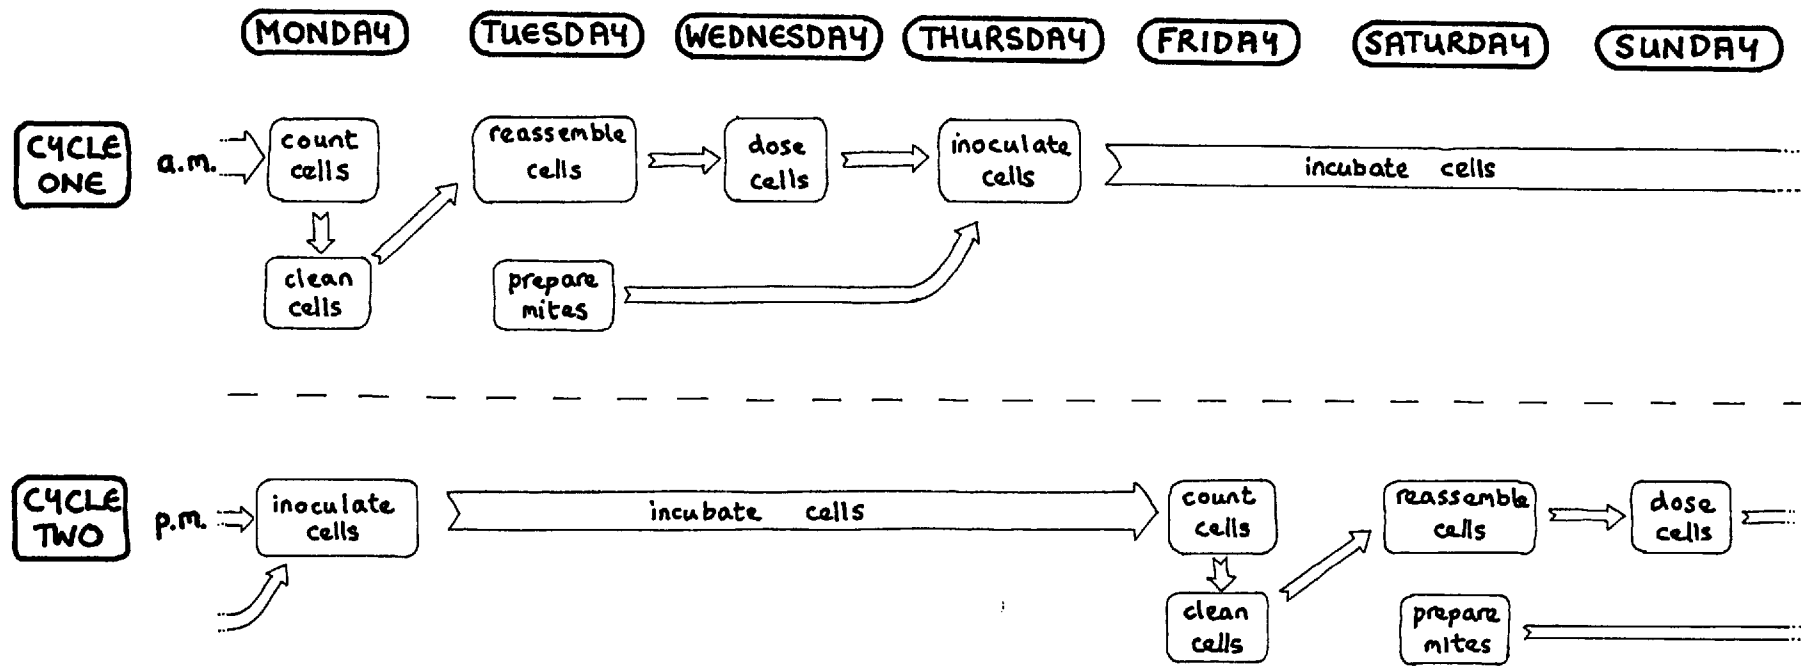 MONDAY TUESDAY WEDNESDAY THURSDAY FRIDAY SATURDAY SUNDAY
CYCLE
ONE
a.m.
count
cells
reassemble
cells
dose
cells
inoculate
cells
incubate cells
clean
cells
prepare
mites
CYCLE
TWO
p.m.
inoculate
cells
incubate cells
count
cells
reassemble
cells
dose
cells
clean
cells
prepare
mites